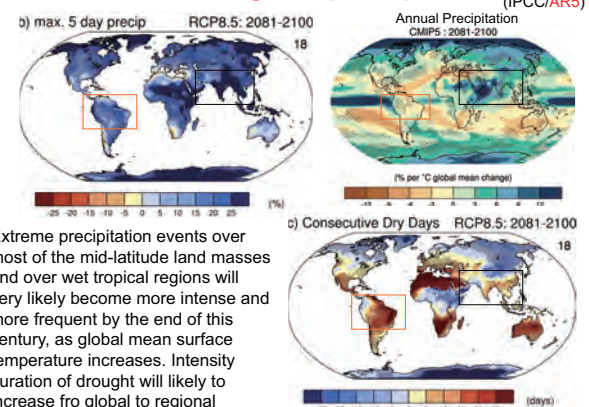 (IPCC/AR5)
b) max. 5 day precip RCP8.5: 2081-2100
18
-25 -20 -15 -10 -5 0 5 10 15 20 25 (%)
Annual Precipitation
CMIP5 : 2081-2100
(% per °C global mean change)
c) Consecutive Dry Days RCP8.5: 2081-2100
18
(days)
xtreme precipitation events over
most of the mid-latitude land masses
nd over wet tropical regions will
ery likely become more intense and
more frequent by the end of this
entury, as global mean surface
emperature increases. Intensity
uration of drought will likely to
ncrease fro global to regional